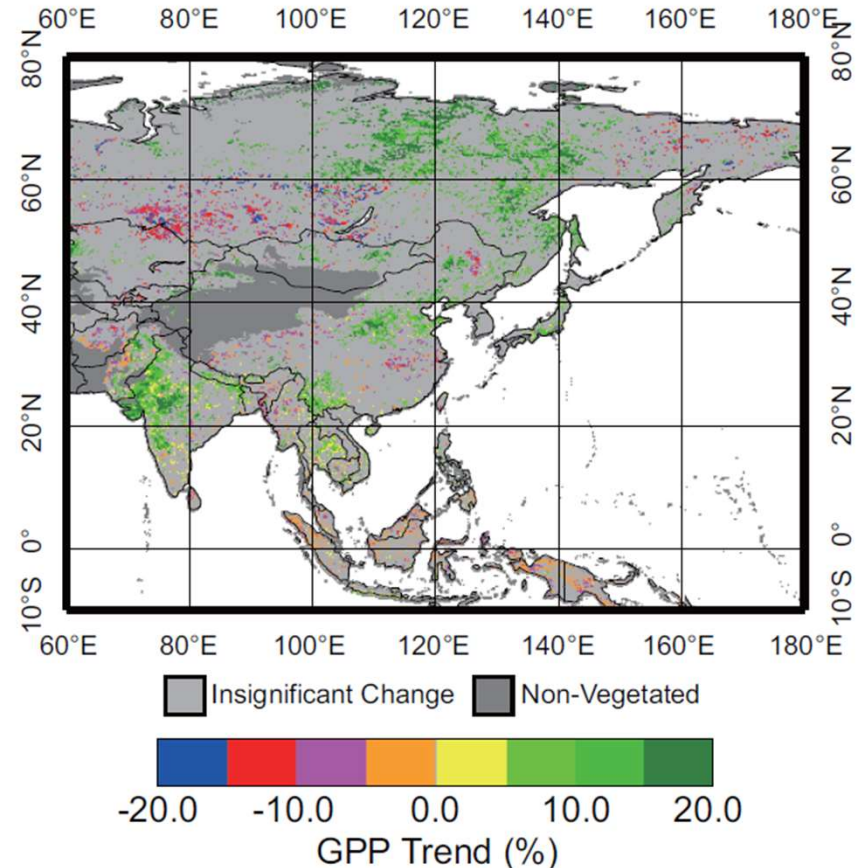 60°E 80°E 100°E 120°E 140°E 160°E 180°E
80°N 80°N
60°N 60°N
40°N 40°N
20°N 20°N
0° 0°
10°S 10°S
60°E 80°E 100°E 120°E 140°E 160°E 180°E
Insignificant Change Non-Vegetated
-20.0 -10.0 0.0 10.0 20.0
GPP Trend (%)